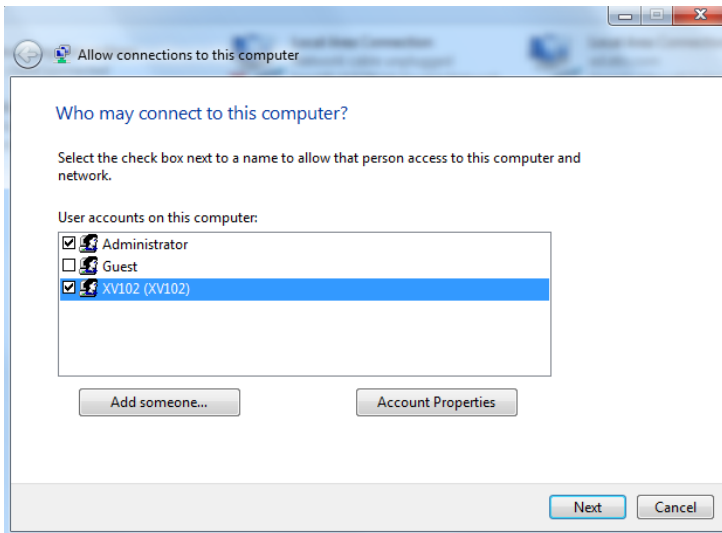 Allow connections to this computer
Who may connect to this computer?
Select the check box next to a name to allow that person access to this computer and
network.
User accounts on this computer:
Administrator
Guest
XV102 (XV102)
Add someone...
Account Properties
Next
Cancel